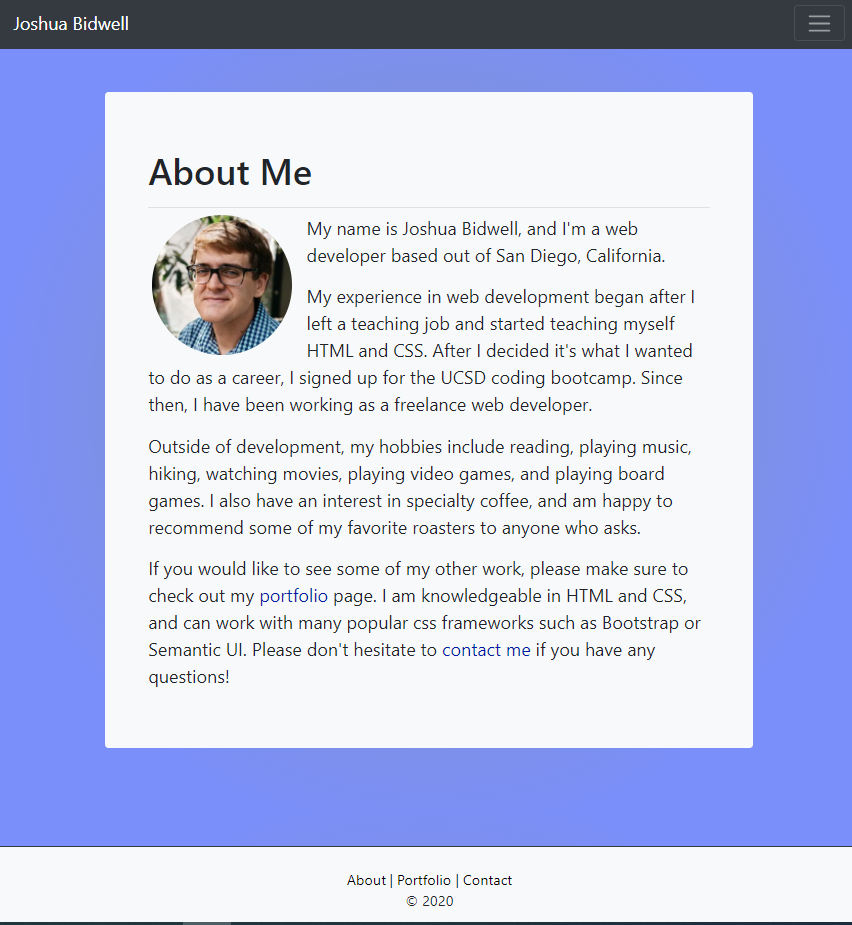 Joshua Bidwell
About Me
My name is Joshua Bidwell, and I'm a web
developer based out of San Diego, California.
My experience in web development began after I
left a teaching job and started teaching myself
HTML and CSS. After I decided it's what I wanted
to do as a career, I signed up for the UCSD coding bootcamp. Since
then, I have been working as a freelance web developer.
Outside of development, my hobbies include reading, playing music,
hiking, watching movies, playing video games, and playing board
games. I also have an interest in specialty coffee, and am happy to
recommend some of my favorite roasters to anyone who asks.
If you would like to see some of my other work, please make sure to
check out my portfolio page. I am knowledgeable in HTML and CSS,
and can work with many popular css frameworks such as Bootstrap or
Semantic UI. Please don't hesitate to contact me if you have any
questions!
About | Portfolio | Contact
© 2020